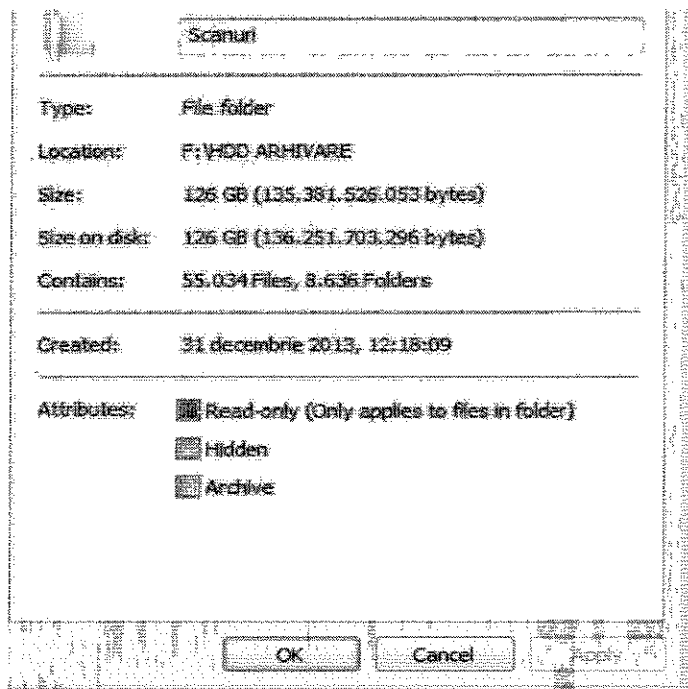 Scanuri
Type: File folder
Location: F:\HDD ARHIVARE
Size: 126 GB (135.381.526.053 bytes)
Size on disk: 126 GB (136.251.703.296 bytes)
Contains: 55.034 Files, 8.636 Folders
Created: 31 decembrie 2013, 12:18:09
Attributes: Read-only (Only applies to files in folder)
Hidden
Archive
OK Cancel Apply